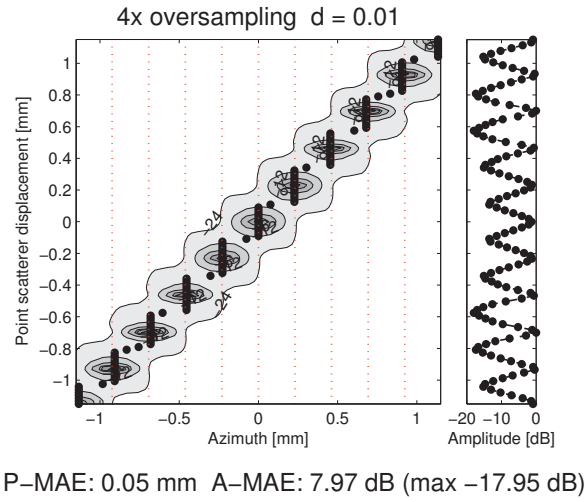 4x oversampling d = 0.01
Point scatterer displacement [mm]
1
0.8
0.6
0.4
0.2
0
−0.2
−0.4
−0.6
−0.8
−1
−24
−24
−1 −0.5 0 0.5 1
Azimuth [mm]
−20 −10 0
Amplitude [dB]
P−MAE: 0.05 mm A−MAE: 7.97 dB (max −17.95 dB)